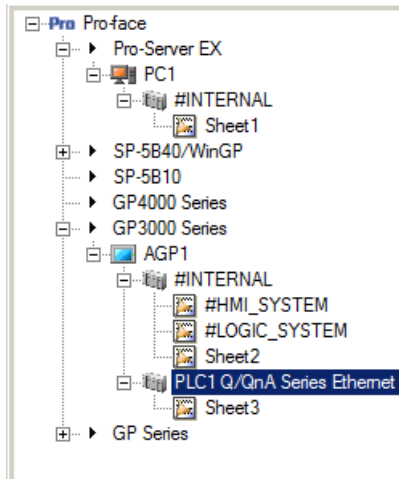 Pro Pro-face
Pro-Server EX
PC1
#INTERNAL
Sheet1
SP-5B40/WinGP
SP-5B10
GP4000 Series
GP3000 Series
AGP1
#INTERNAL
#HMI_SYSTEM
#LOGIC_SYSTEM
Sheet2
PLC1 Q/QnA Series Ethernet
Sheet3
GP Series